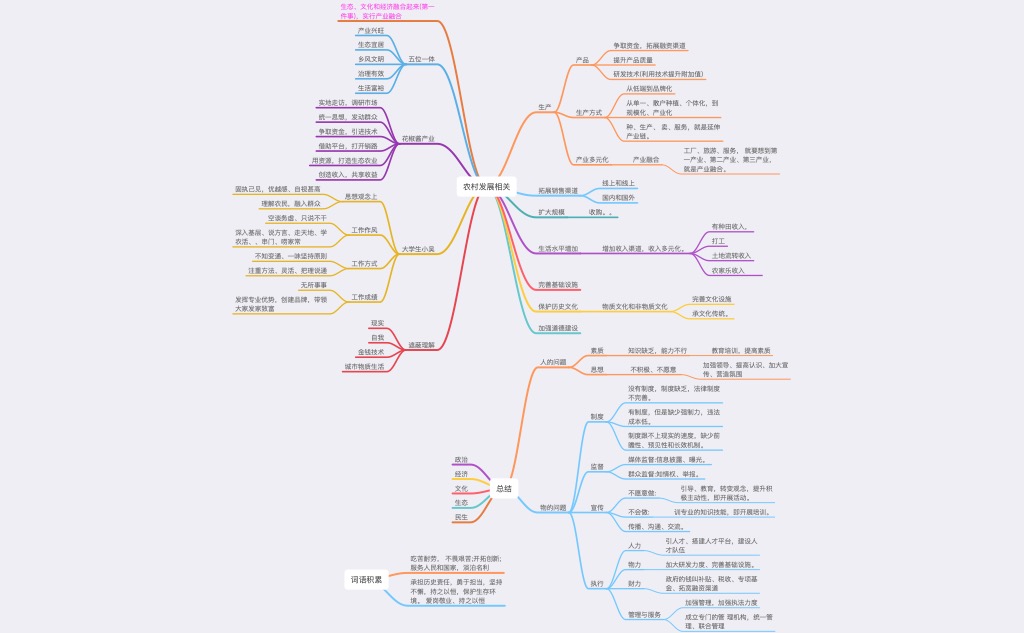 生态、文化和经济融合起来(第一
件事)，实行产业融合
产业兴旺
生态宜居
乡风文明
治理有效
生活富裕
五位一体
实地走访，调研市场
统一思想，发动群众
争取资金，引进技术
借助平台，打开销路
用资源，打造生态农业
创造收入，共享收益
花椒酱产业
固执己见，优越感、自视甚高
理解农民，融入群众
思想观念上
空谈务虚、只说不干
深入基层、说方言、走天地、学
农活、、串门、唠家常
工作作风
不知变通，一味坚持原则
注重方法，灵活、把理说通
工作方式
无所事事
发挥专业优势，创建品牌，带领
大家发家致富
工作成绩
大学生小吴
现实
自我
金钱技术
城市物质生活
遮蔽理解
农村发展相关
生产
产品
争取资金，拓展融资渠道
提升产品质量
研发技术(利用技术提升附加值)
生产方式
从低端到品牌化
从单一、散户种植、个体化，到
规模化、产业化
种、生产、 卖、服务，就是延伸
产业链。
产业多元化
产业融合
工厂、旅游、服务， 就要想到第
一产业、第二产业、第三产业，
就是产业融合。
拓展销售渠道
线上和线上
国内和国外
扩大规模
收购。。
生活水平增加
增加收入渠道，收入多元化。
有种田收入。
打工
土地流转收入
农家乐收入
完善基础设施
保护历史文化
物质文化和非物质文化
完善文化设施
承文化传统。
加强道德建设
政治
经济
文化
生态
民生
总结
人的问题
素质
知识缺乏，能力不行
教育培训，提高素质
思想
不积极、不愿意
加强领导，提高认识、加大宣
传、营造氛围
物的问题
制度
没有制度，制度缺乏，法律制度
不完善。
有制度，但是缺少强制力，违法
成本低。
制度跟不上现实的速度，缺少前
瞻性、预见性和长效机制。
监督
媒体监督:信息披露、曝光。
群众监督:知情权、举报。
宣传
不愿意做:
引导、教育，转变观念，提升积
极主动性，即开展活动。
不会做:
训专业的知识技能，即开展培训。
传播、沟通、交流。
执行
人力
引人才、搭建人才平台，建设人
才队伍
物力
加大研发力度、完善基础设施。
财力
政府的钱叫补贴、税收、专项基
金、拓宽融资渠道
管理与服务
加强管理，加强执法力度
成立专门的管 理机构，统一管
理、联合管理
词语积累
吃苦耐劳， 不畏艰苦;开拓创新;
服务人民和国家，淡泊名利
承担历史责任，勇于担当，坚持
不懈，持之以恒，保护生存环
境。 爱岗敬业、持之以恒